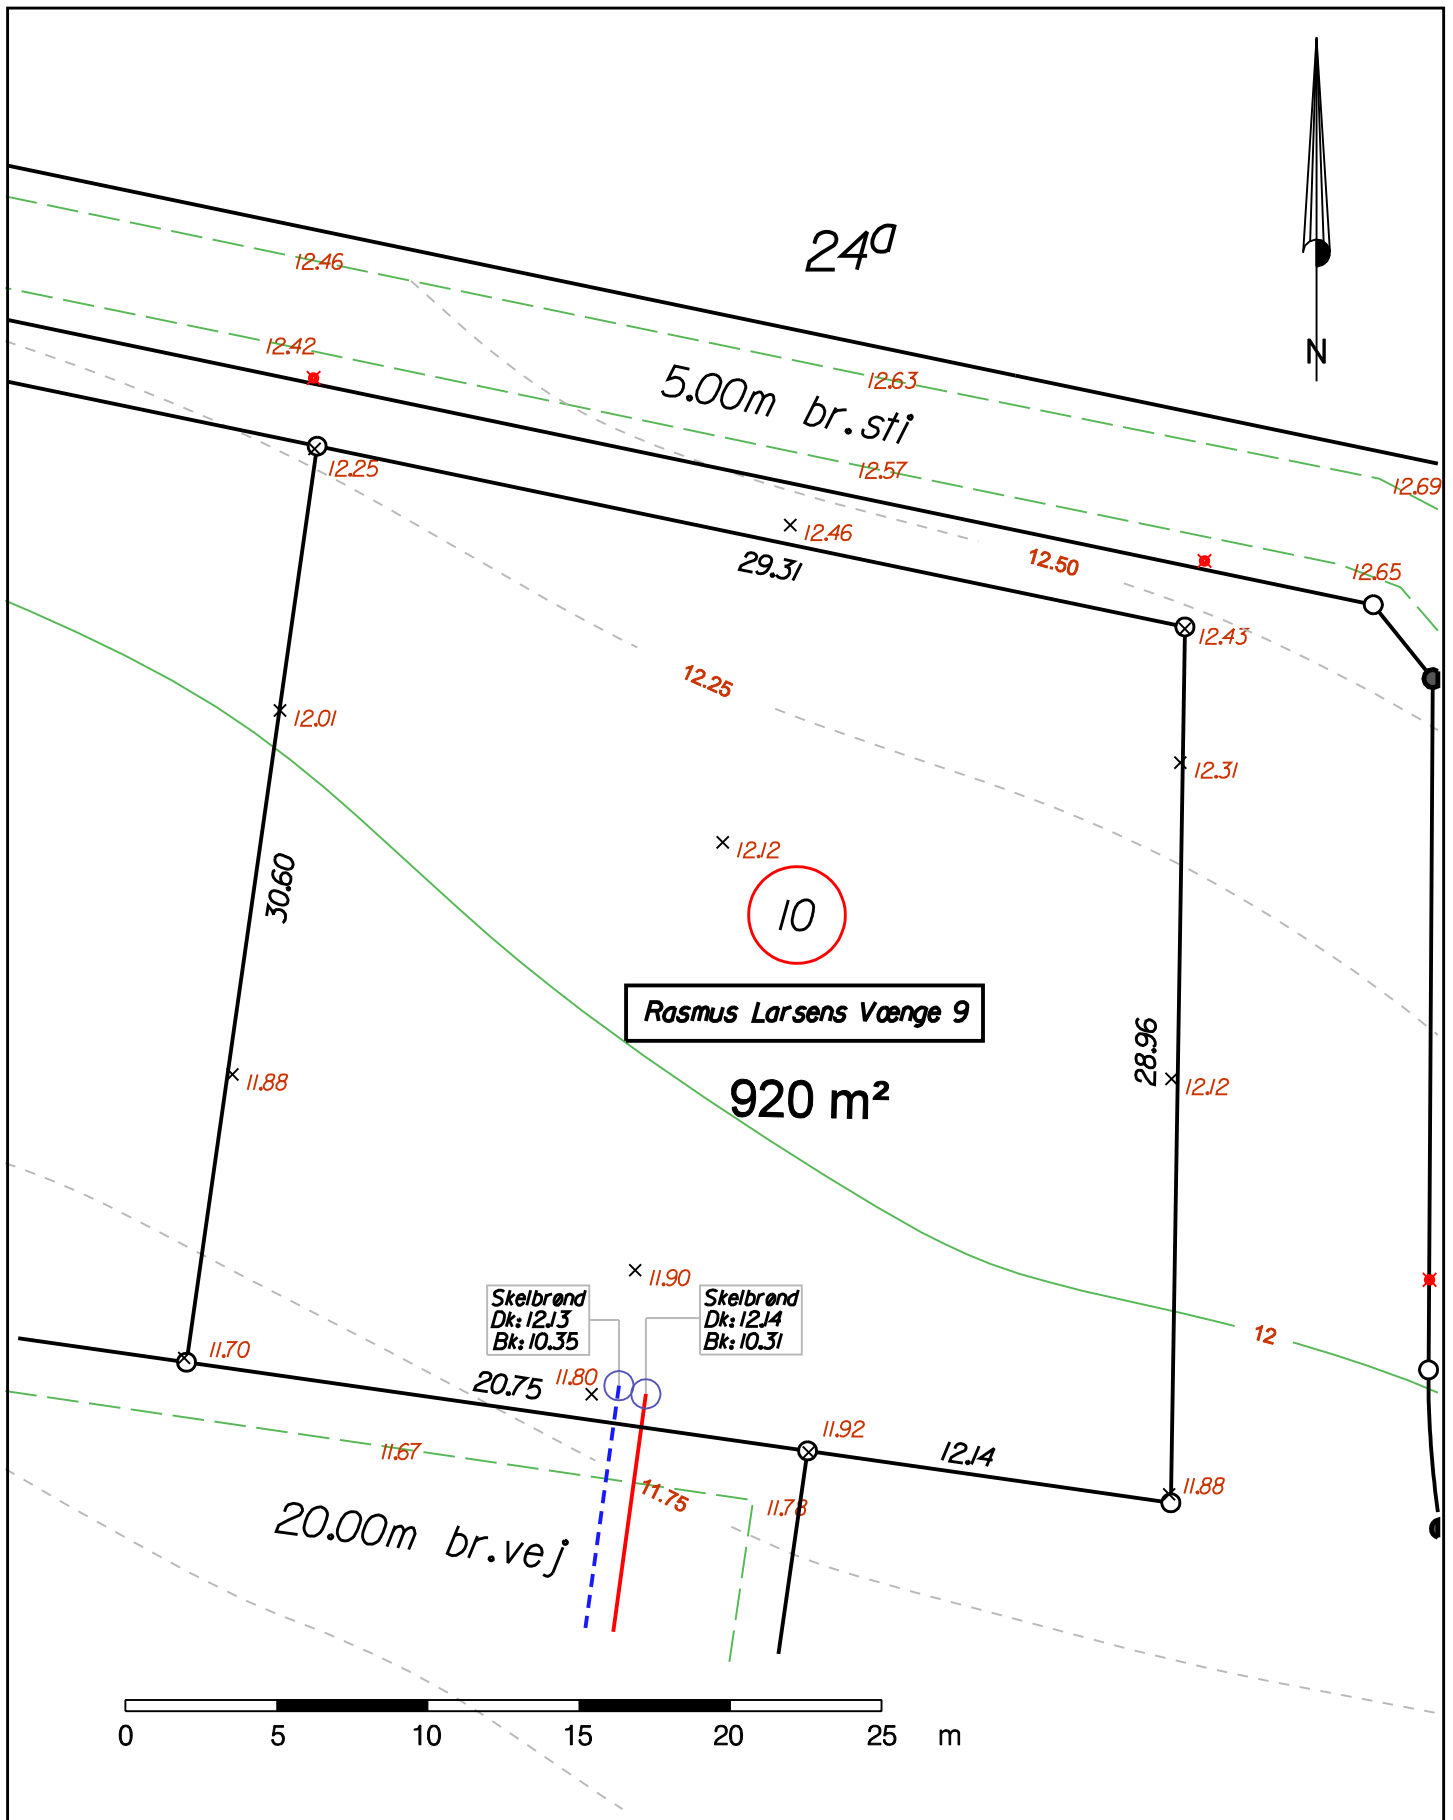 24a
12.46
N
12.42
5.00m br.sti
12.63
12.25
12.57
12.69
12.46
29.31
12.50
12.65
12.43
12.25
12.01
12.31
12.12
10
30.60
Rasmus Larsens Vænge 9
28.96
920 m²
11.88
12.12
11.90
Skelbrønd
Dk:12.13
Bk:10.35
Skelbrønd
Dk:12.14
Bk:10.31
12
11.70
20.75
11.80
11.92
12.14
11.67
11.75
11.78
11.88
20.00m br.vej
0 5 10 15 20 25 m